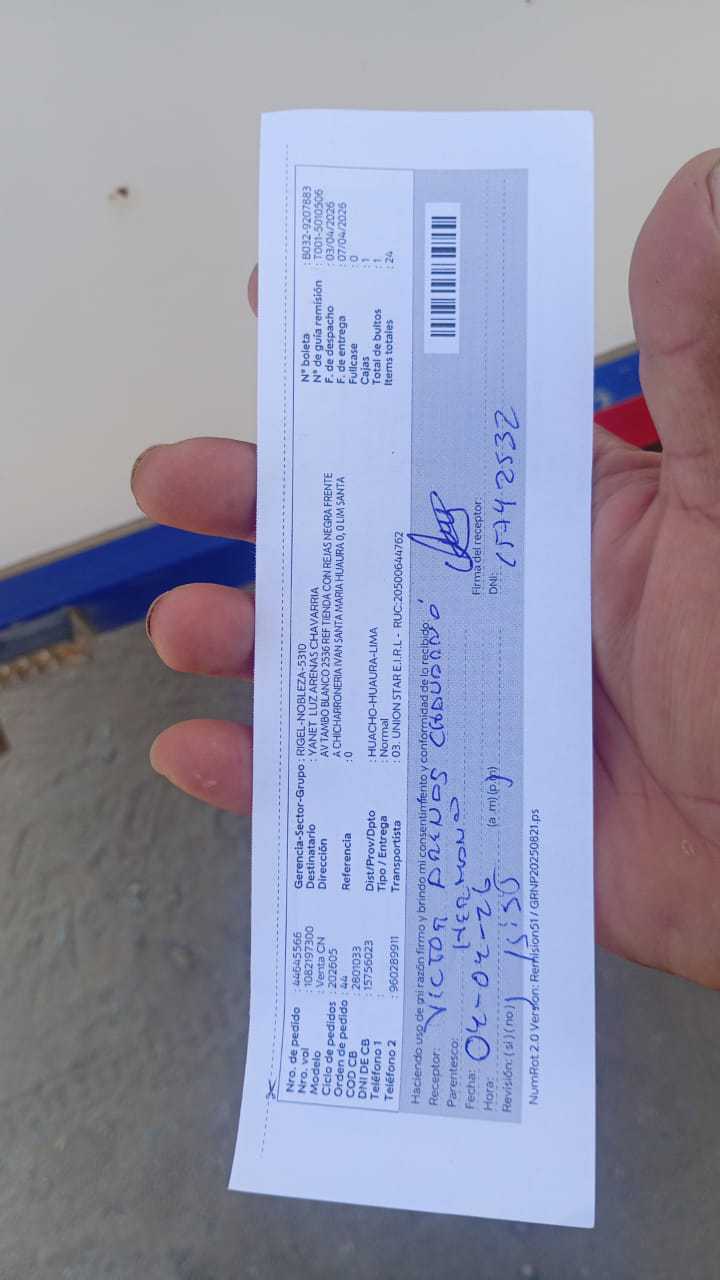 Nro. de pedido : 44645566
Nro. vol : 1082197300
Modelo : Venta CN
Ciclo de pedidos : 202605
Orden de pedido : 44
COD CB : 2801033
DNI DE CB : 15756023
Teléfono 1 :
Teléfono 2 : 960289911
Gerencia-Sector-Grupo : RIGEL-NOBLEZA-5310
Destinatario : YANET LUZ ARENAS CHAVARRIA
Dirección AV TAMBO BLANCO 2536 REF TIENDA CON REJAS NEGRA FRENTE
A CHICHARRONERIA IVAN SANTA MARIA HUAURA 0, 0 LIM SANTA
Referencia : 0
Dist/Prov/Dpto : HUACHO-HUAURA-LIMA
Tipo / Entrega : Normal
Transportista : 03. UNION STAR E.I.R.L - RUC:20500644762
N° boleta : B032-9207883
N° de guía remisión : T001-5010506
F. de despacho : 03/04/2026
F. de entrega : 07/04/2026
Fullcase : 0
Cajas : 1
Total de bultos : 1
Items totales : 24
Haciendo uso de mi razón firmo y brindo mi consentimiento y conformidad de lo recibido:
Receptor: VICTOR ARENAS
Parentesco: HERMANO
Fecha: 04-04-26
Hora: (a.m) (p.m)
Revisión: (si) (no)
Firma del receptor:
DNI: 15742532
NumRot 2.0 Version: Remision51 / GRNP20250821.ps